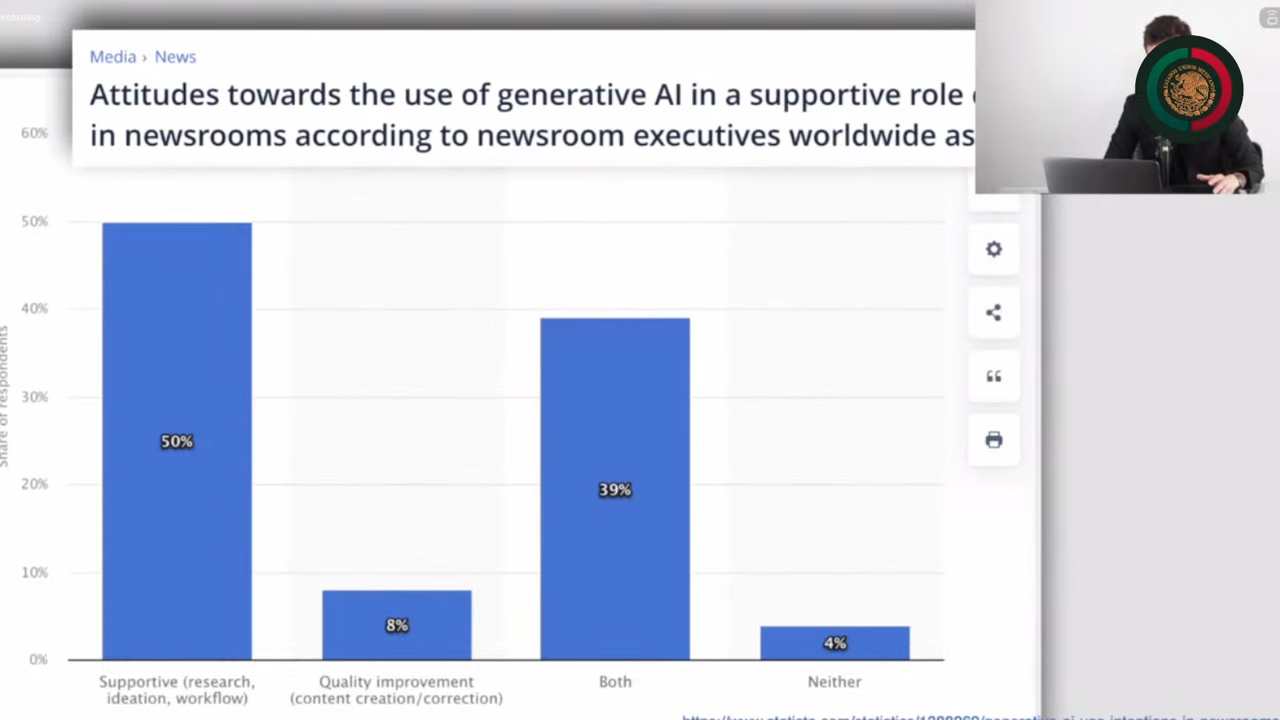 Media › News
Attitudes towards the use of generative AI in a supportive role
in newsrooms according to newsroom executives worldwide as
60%
50%
40%
30%
20%
10%
0%
Share of respondents
50%
8%
39%
4%
Supportive (research,
ideation, workflow)
Quality improvement
(content creation/correction)
Both
Neither